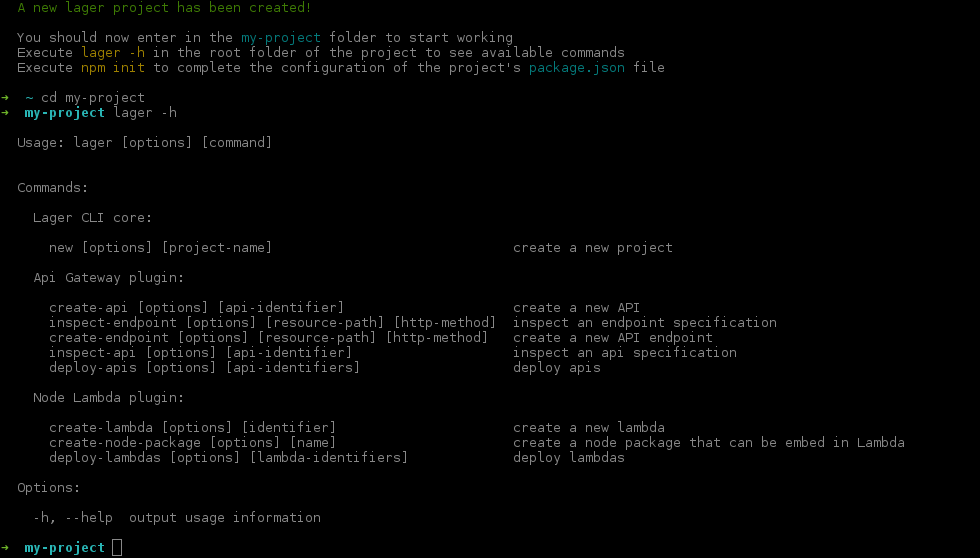 A new lager project has been created!
You should now enter in the my-project folder to start working
Execute lager -h in the root folder of the project to see available commands
Execute npm init to complete the configuration of the project's package.json file
➜  ~ cd my-project
➜  my-project lager -h
Usage: lager [options] [command]
Commands:
Lager CLI core:
new [options] [project-name]                              create a new project
Api Gateway plugin:
create-api [options] [api-identifier]                     create a new API
inspect-endpoint [options] [resource-path] [http-method]  inspect an endpoint specification
create-endpoint [options] [resource-path] [http-method]   create a new API endpoint
inspect-api [options] [api-identifier]                    inspect an api specification
deploy-apis [options] [api-identifiers]                   deploy apis
Node Lambda plugin:
create-lambda [options] [identifier]                      create a new lambda
create-node-package [options] [name]                      create a node package that can be embed in Lambda
deploy-lambdas [options] [lambda-identifiers]             deploy lambdas
Options:
-h, --help  output usage information
➜  my-project